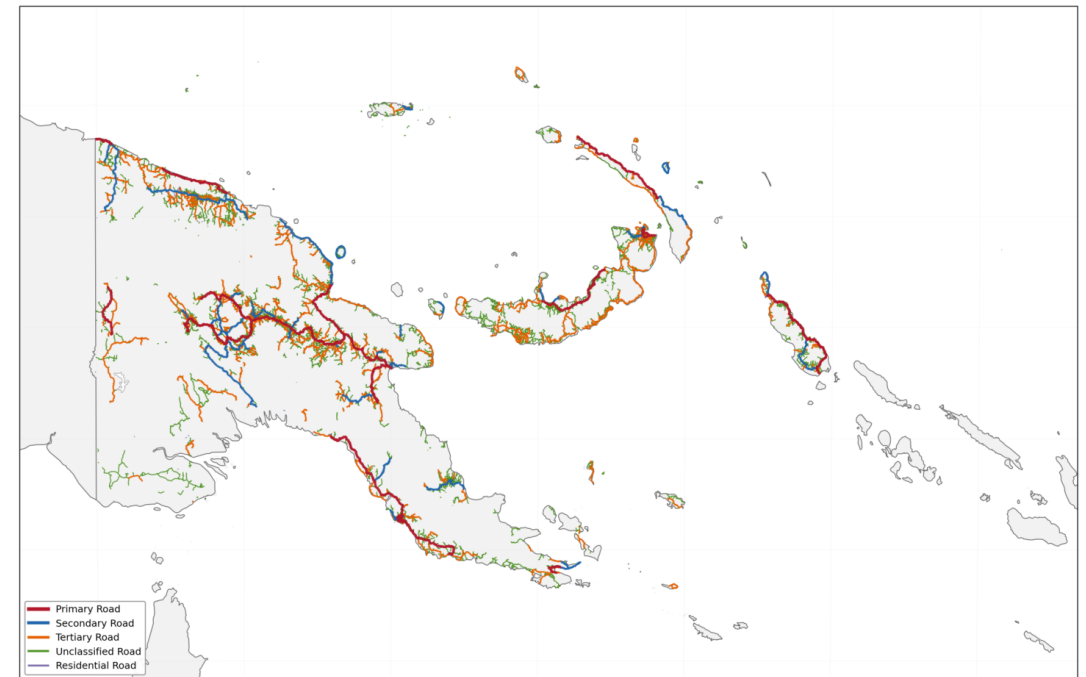 Primary Road
Secondary Road
Tertiary Road
Unclassified Road
Residential Road